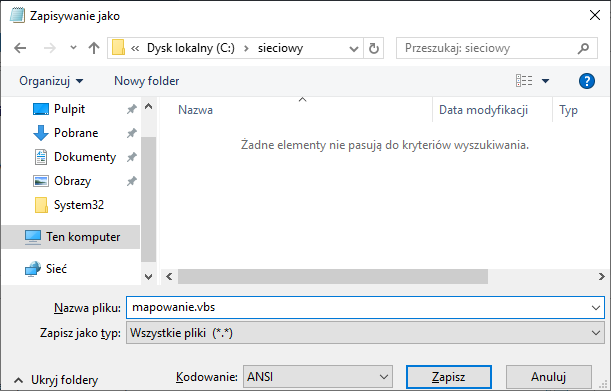 Zapisywanie jako
« Dysk lokalny (C:) > sieciowy
Przeszukaj: sieciowy
Organizuj
Nowy folder
?
Pulpit
Pobrane
Dokumenty
Obrazy
System32
Ten komputer
Sieć
Nazwa
Data modyfikacji
Typ
Żadne elementy nie pasują do kryteriów wyszukiwania.
Nazwa pliku: mapowanie.vbs
Zapisz jako typ: Wszystkie pliki (*.*)
Ukryj foldery
Kodowanie: ANSI
Zapisz
Anuluj